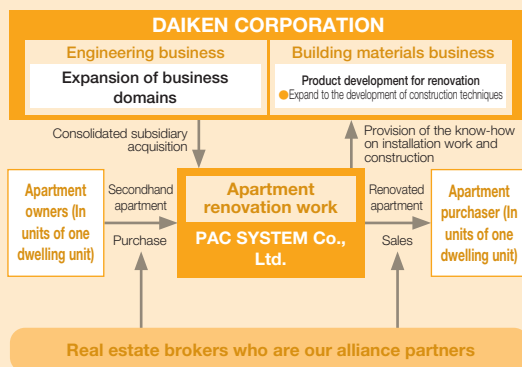 DAIKEN CORPORATION
Engineering business
Expansion of business
domains
Building materials business
Product development for renovation
●Expand to the development of construction techniques
Consolidated subsidiary
acquisition
Provision of the know-how
on installation work and
construction
Apartment
owners (In
units of one
dwelling unit)
Secondhand
apartment
Purchase
Apartment
renovation work
PAC SYSTEM Co.,
Ltd.
Renovated
apartment
Sales
Apartment
purchaser (In
units of one
dwelling unit)
Real estate brokers who are our alliance partners